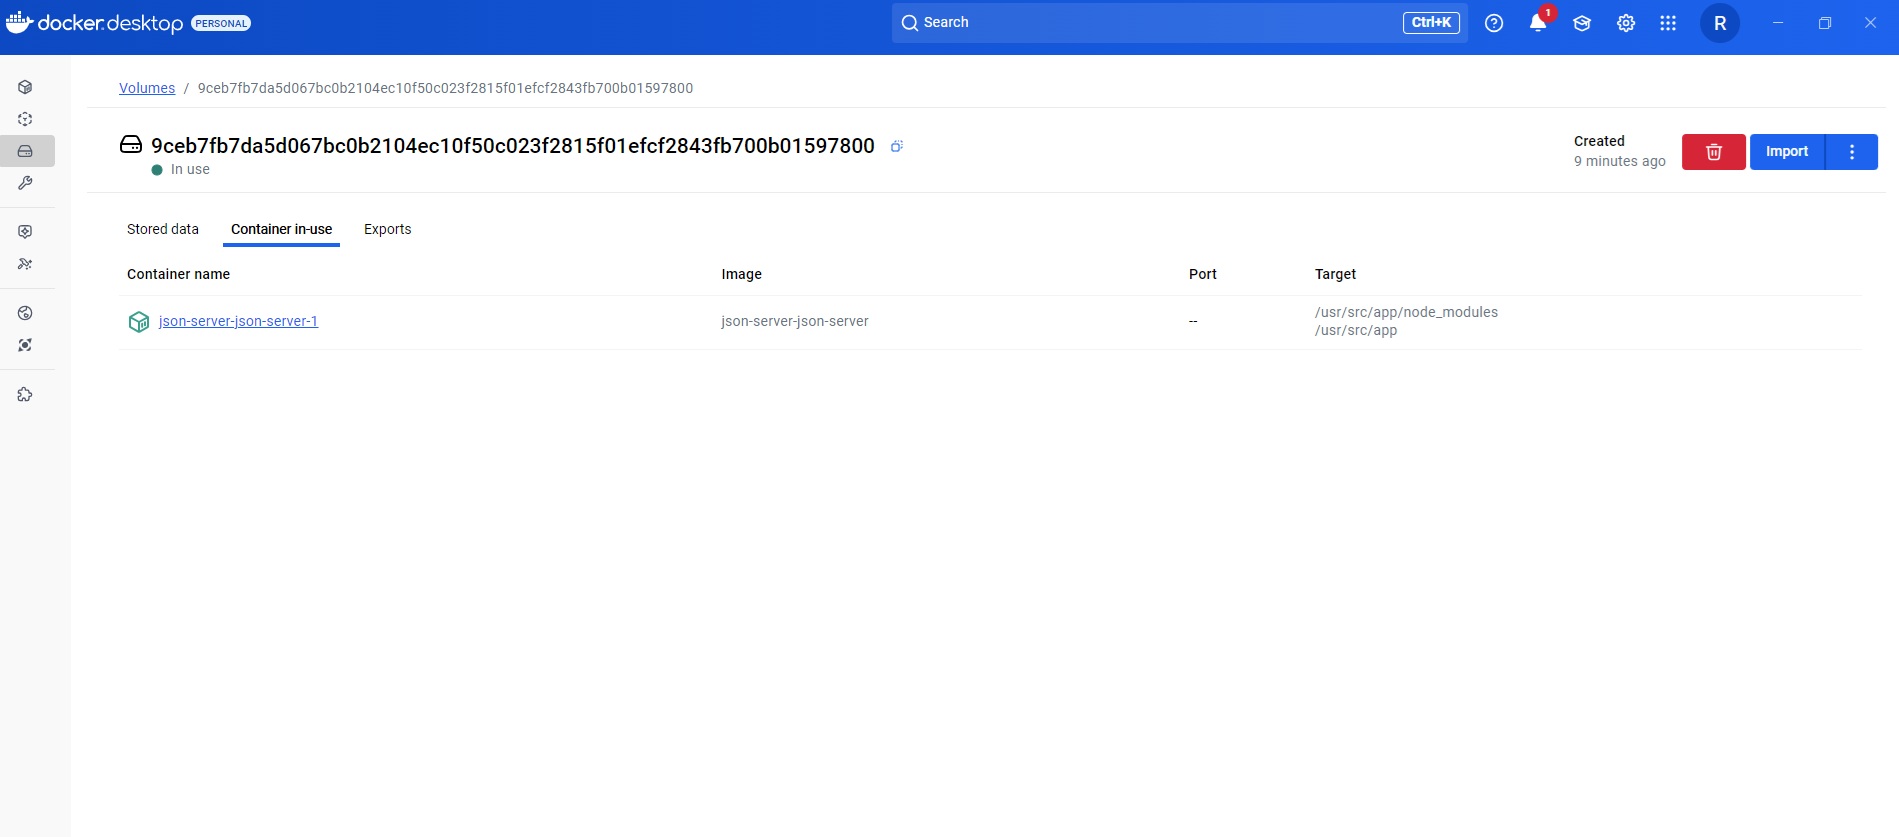 docker.desktop PERSONAL
Search Ctrl+K
1
R
Volumes / 9ceb7fb7da5d067bc0b2104ec10f50c023f2815f01efcf2843fb700b01597800
9ceb7fb7da5d067bc0b2104ec10f50c023f2815f01efcf2843fb700b01597800
In use
Created
9 minutes ago
Import
Stored data Container in-use Exports
Container name Image Port Target
json-server-json-server-1 json-server-json-server -- /usr/src/app/node_modules
/usr/src/app